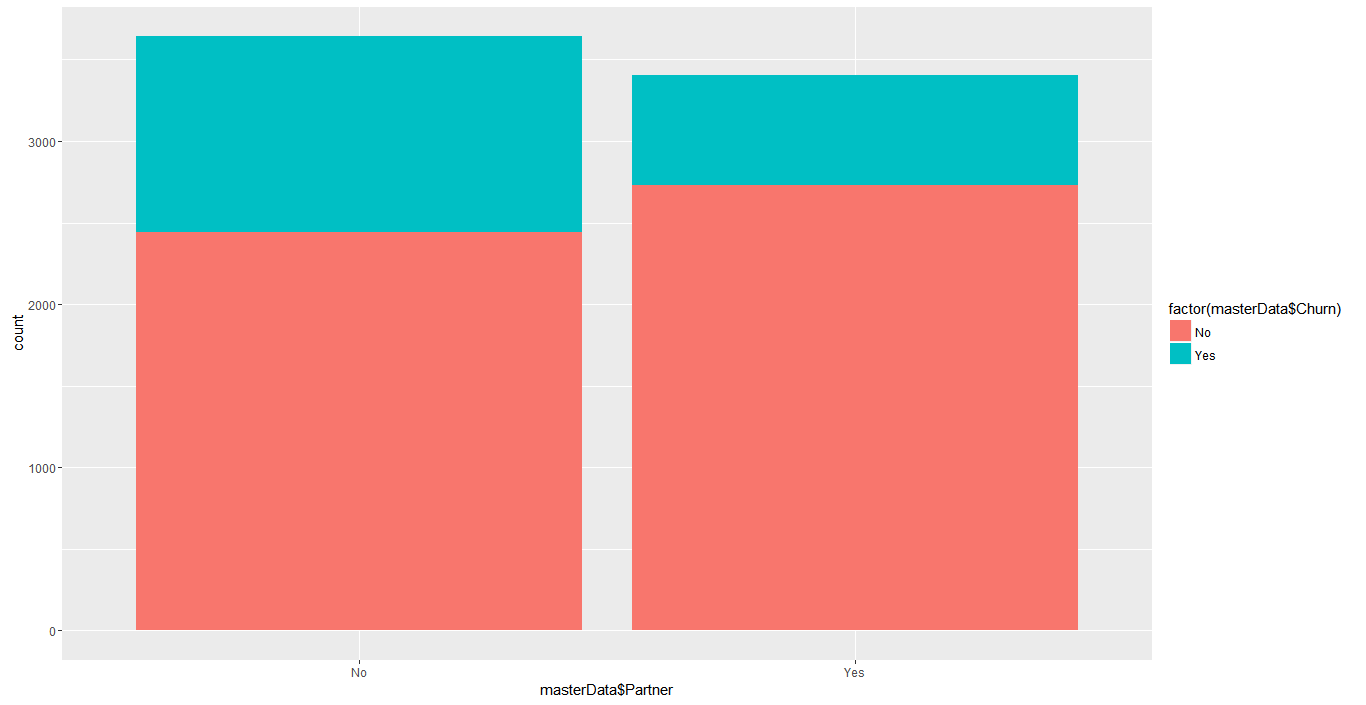 count
3000
2000
1000
0
No
Yes
masterData$Partner
factor(masterData$Churn)
No
Yes